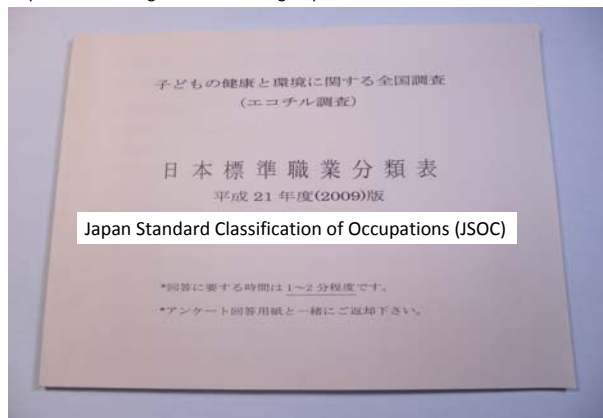 子どもの健康と環境に関する全国調査
(エコチル調査)
日本標準職業分類表
平成 21 年度(2009)版
Japan Standard Classification of Occupations (JSOC)
*回答に要する時間は 1~2 分程度です。
*アンケート回答用紙と一緒にご返却下さい。